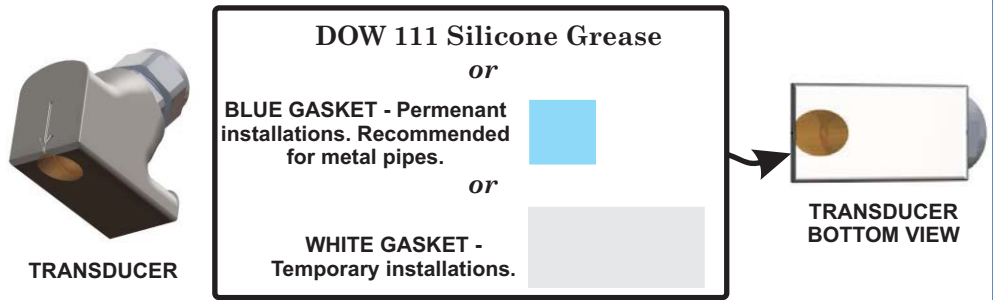 DOW 111 Silicone Grease
or
BLUE GASKET - Permenant
installations. Recommended
for metal pipes.
or
WHITE GASKET -
Temporary installations.
TRANSDUCER
TRANSDUCER
BOTTOM VIEW